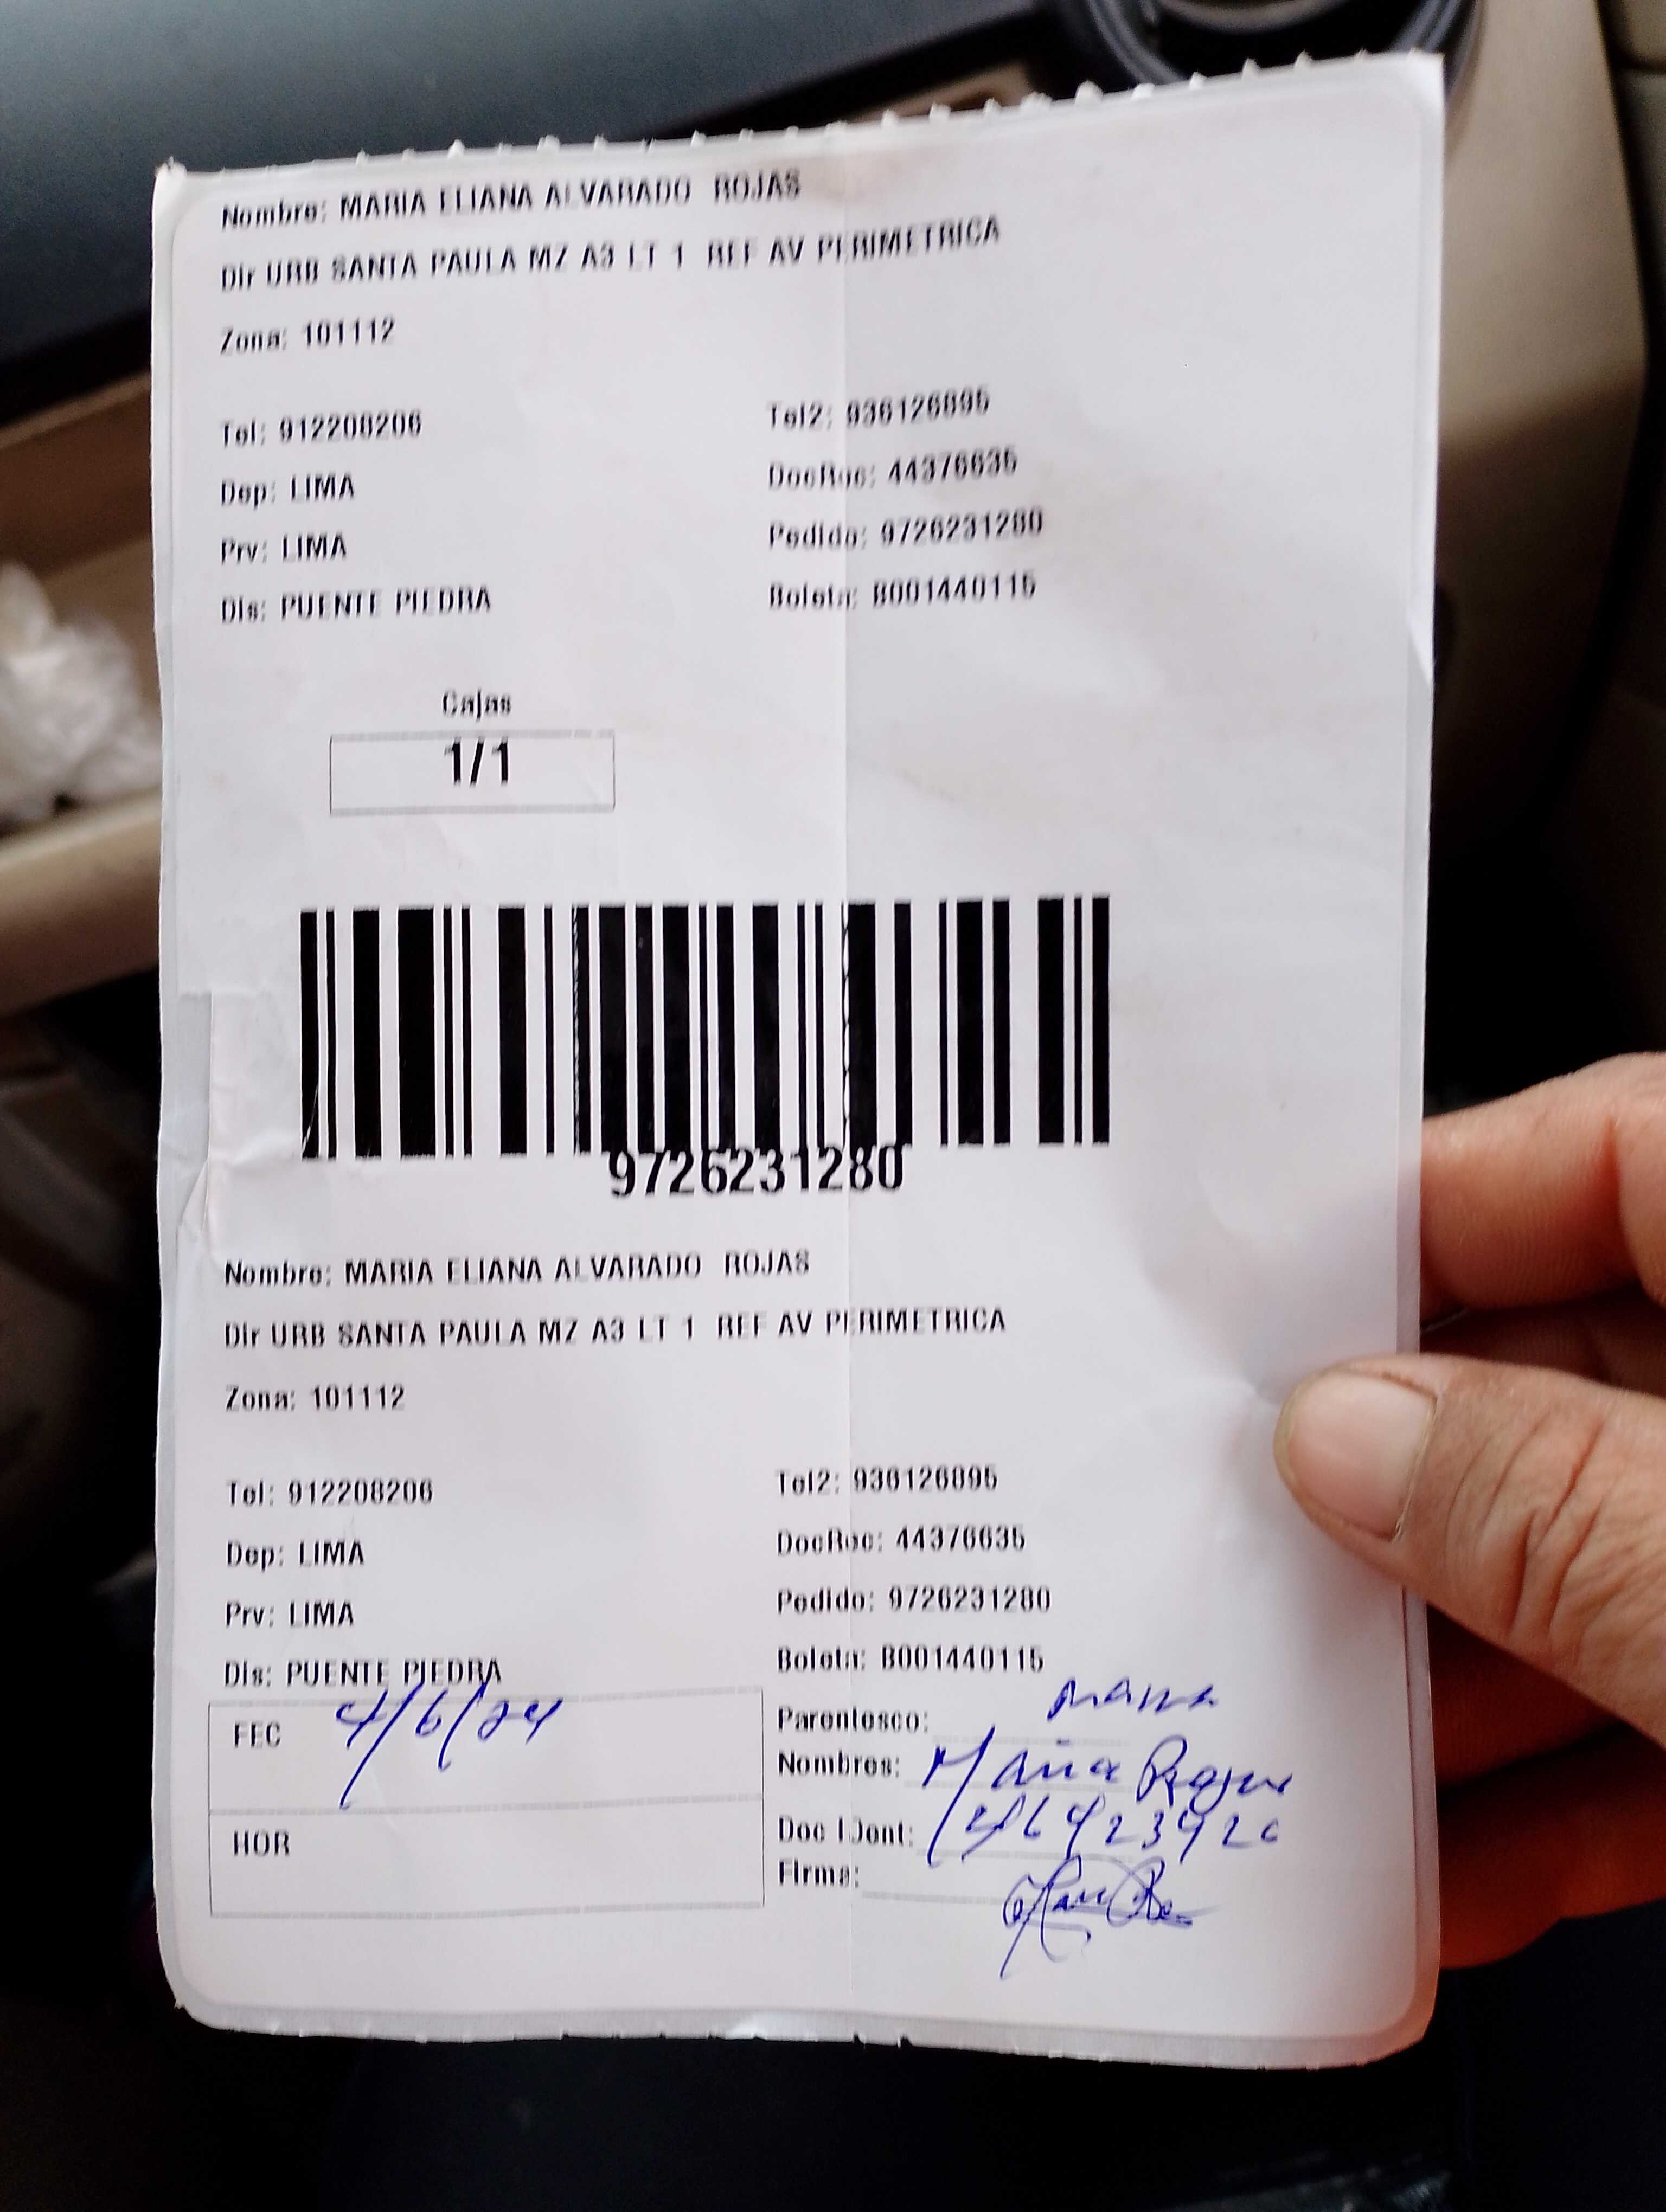 Nombre: MARIA ELIANA ALVARADO ROJAS
Dir URB SANTA PAULA MZ A3 LT 1 REF AV PERIMETRICA
Zona: 101112
Tel: 912208206 Tel2: 936126895
Dep: LIMA DocRec: 44376635
Prv: LIMA Pedido: 9726231280
Dis: PUENTE PIEDRA Boleta: B001440115
Cajas
1/1
9726231280
Nombre: MARIA ELIANA ALVARADO ROJAS
Dir URB SANTA PAULA MZ A3 LT 1 REF AV PERIMETRICA
Zona: 101112
Tel: 912208206 Tel2: 936126895
Dep: LIMA DocRec: 44376635
Prv: LIMA Pedido: 9726231280
Dis: PUENTE PIEDRA Boleta: B001440115
FEC 4/6/24 Parentesco:
Nombres: Maria
HOR Doc IDent:
Firma: